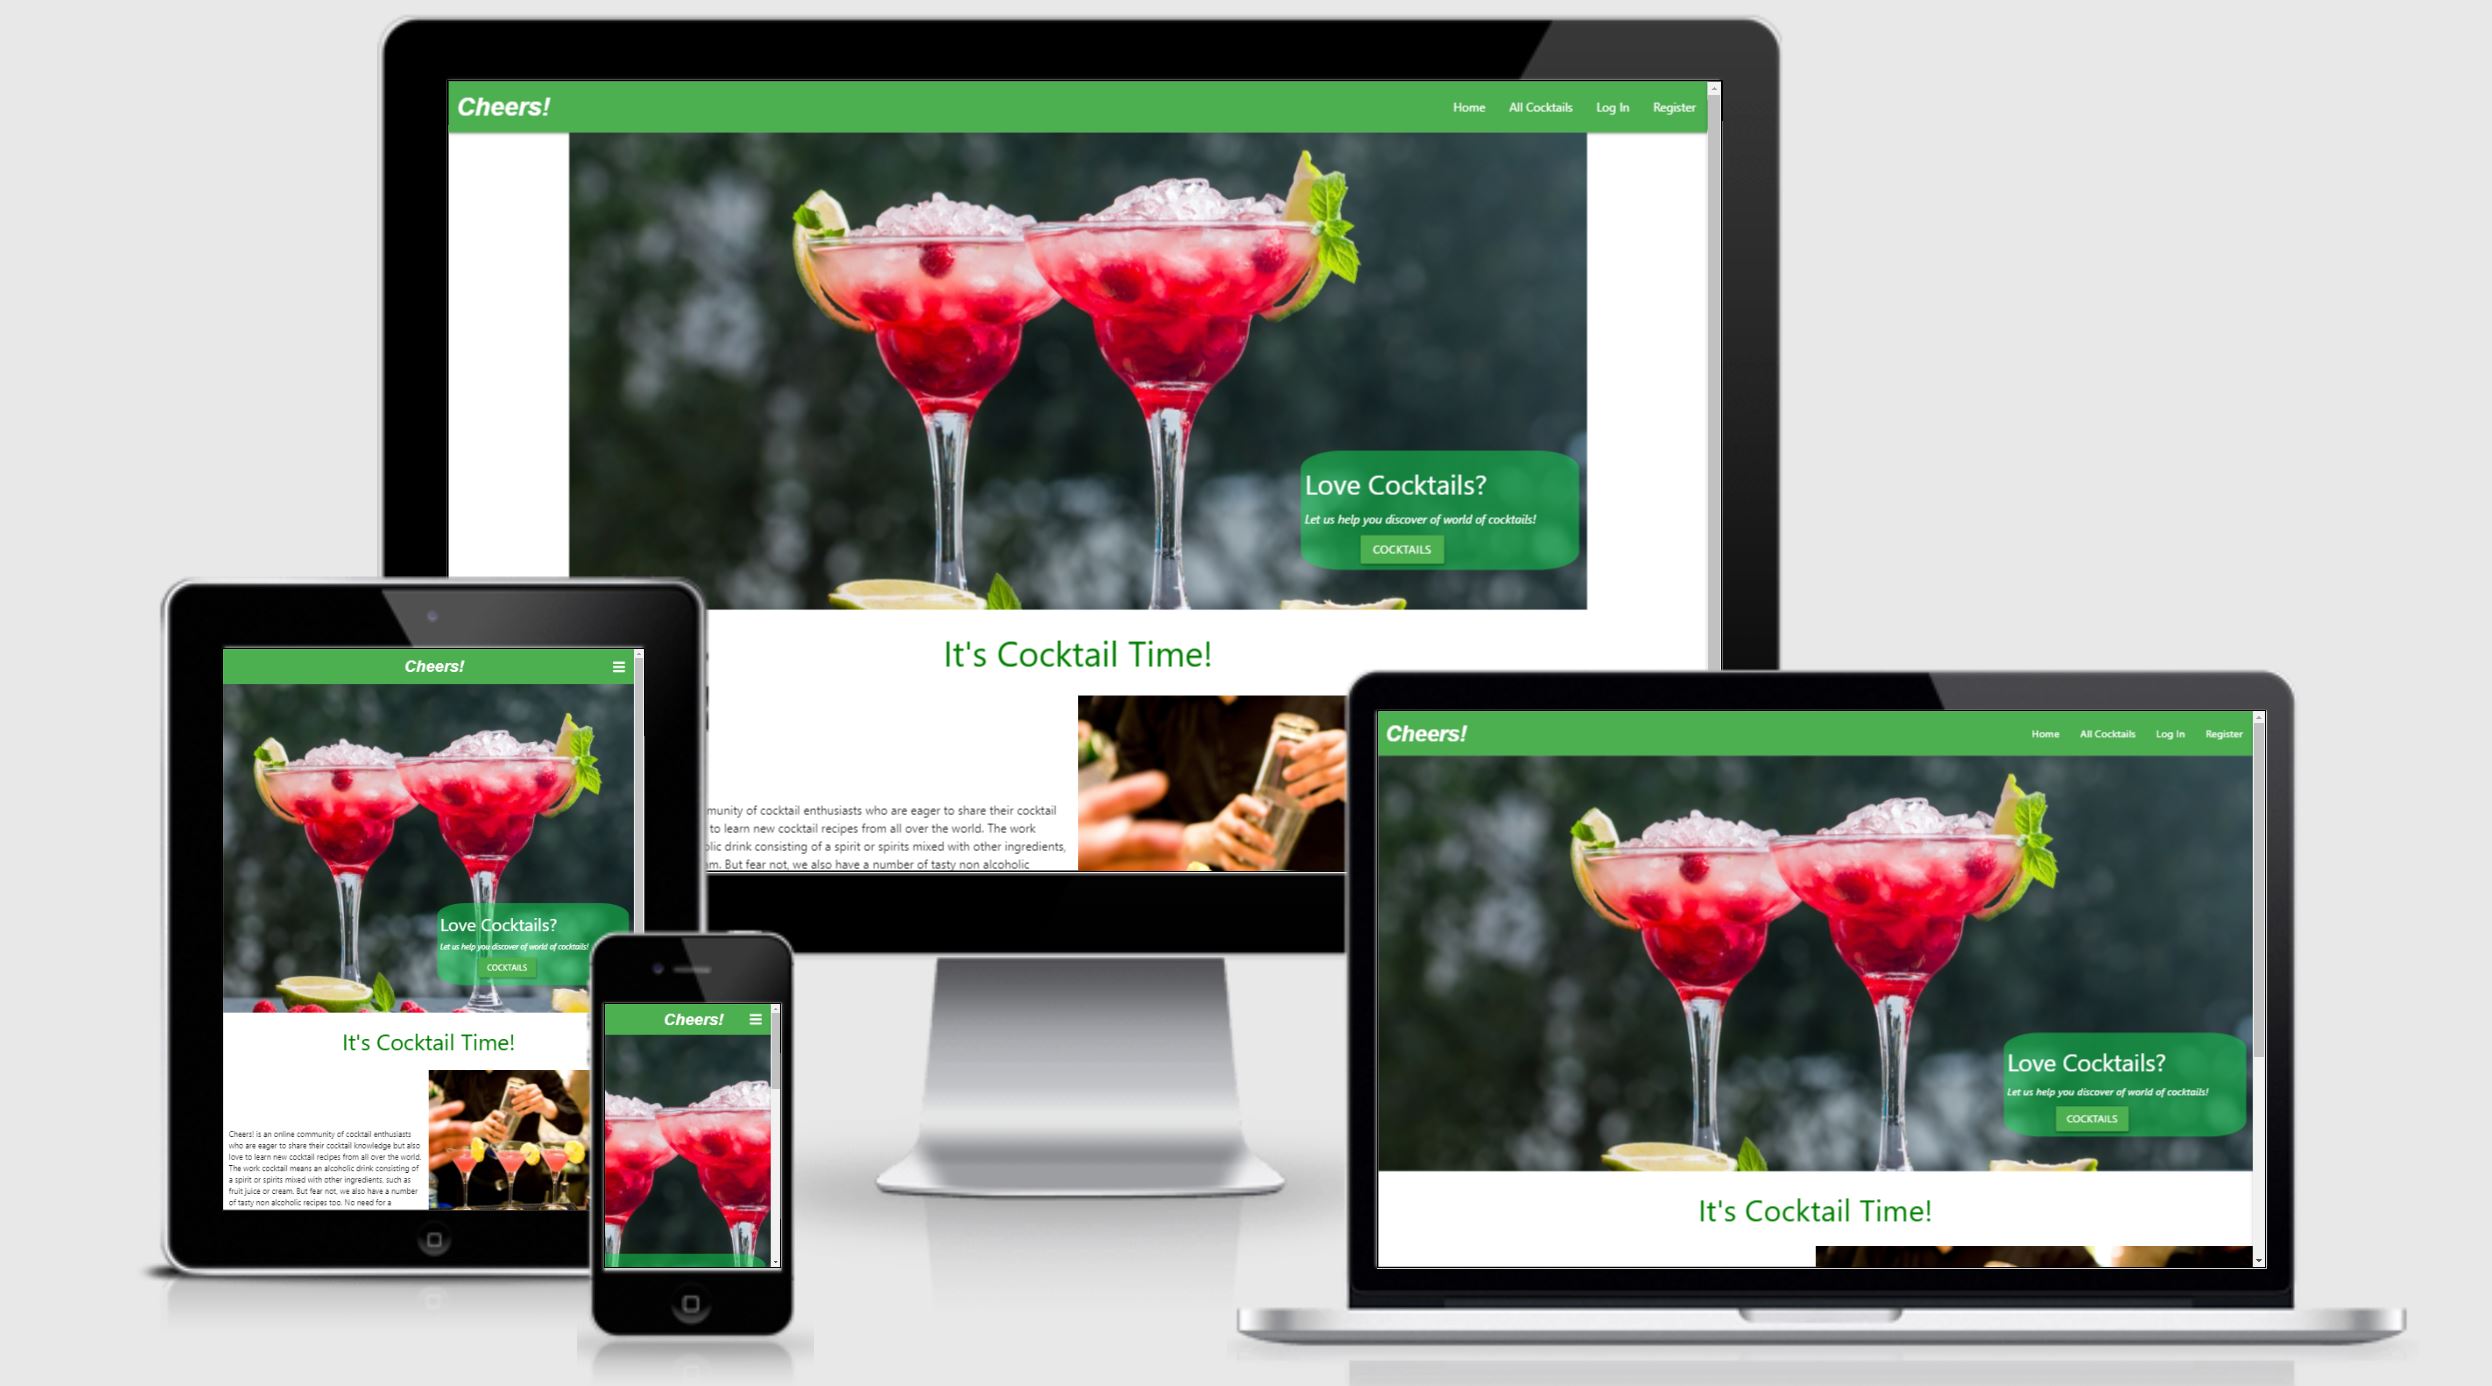 Cheers!
Home All Cocktails Log In Register
Love Cocktails?
Let us help you discover of world of cocktails!
COCKTAILS
It's Cocktail Time!
of cocktail enthusiasts who are eager to share their cocktail
to learn new cocktail recipes from all over the world. The work
drink consisting of a spirit or spirits mixed with other ingredients,
But fear not, we also have a number of tasty non alcoholic
Cheers!
Love Cocktails?
Let us help you discover of world of cocktails!
COCKTAILS
It's Cocktail Time!
Cheers! is an online community of cocktail enthusiasts
who are eager to share their cocktail knowledge but also
love to learn new cocktail recipes from all over the world.
The work cocktail means an alcoholic drink consisting of
a spirit or spirits mixed with other ingredients, such as
fruit juice or cream. But fear not, we also have a number
of tasty non alcoholic recipes too. No need for a
Cheers!
Cheers!
Home All Cocktails Log In Register
Love Cocktails?
Let us help you discover of world of cocktails!
COCKTAILS
It's Cocktail Time!